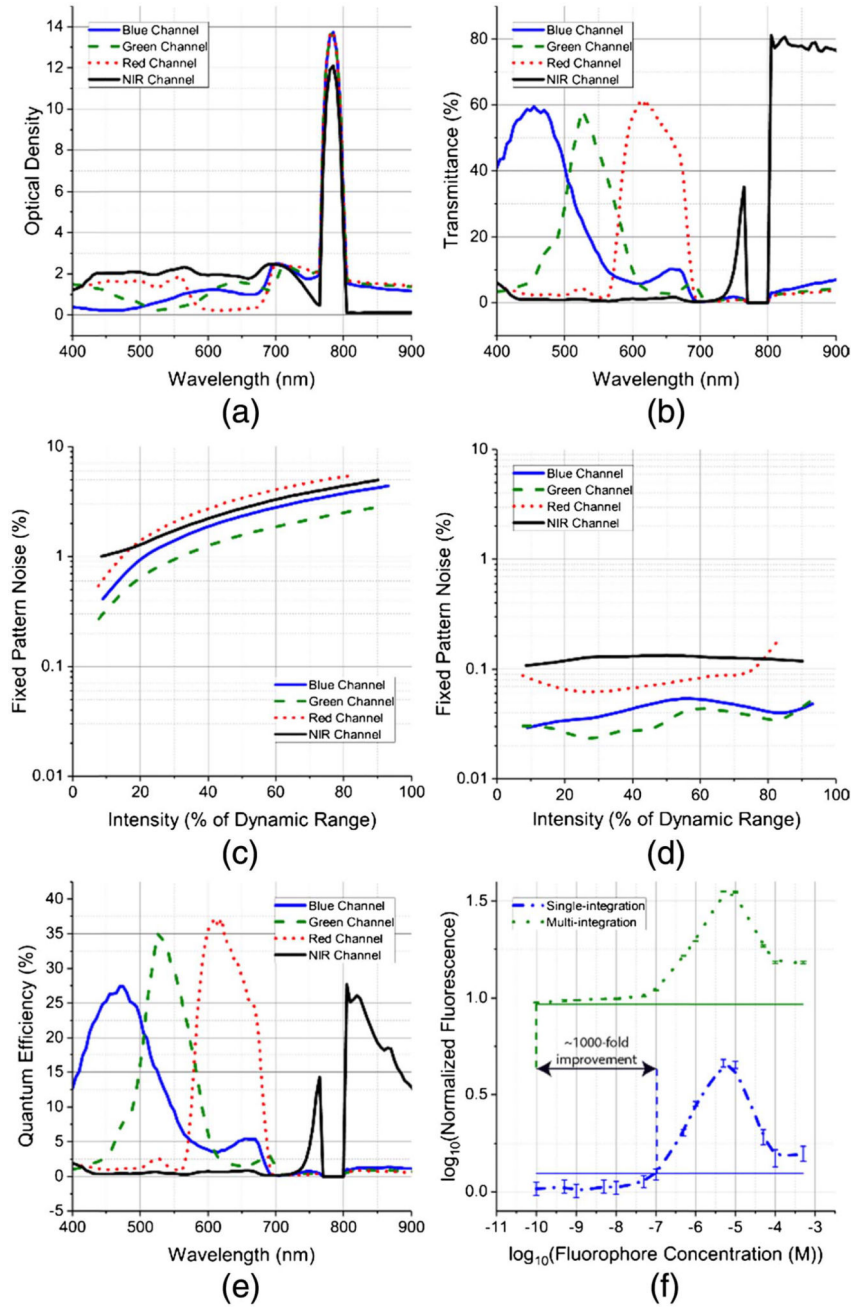 14
12
10
8
6
4
2
0
Optical Density
Blue Channel
Green Channel
Red Channel
NIR Channel
400 500 600 700 800 900
Wavelength (nm)
(a)
80
60
40
20
0
Transmittance (%)
Blue Channel
Green Channel
Red Channel
NIR Channel
400 500 600 700 800 900
Wavelength (nm)
(b)
10
1
0.1
0.01
Fixed Pattern Noise (%)
Blue Channel
Green Channel
Red Channel
NIR Channel
0 20 40 60 80 100
Intensity (% of Dynamic Range)
(c)
10
1
0.1
0.01
Fixed Pattern Noise (%)
Blue Channel
Green Channel
Red Channel
NIR Channel
0 20 40 60 80 100
Intensity (% of Dynamic Range)
(d)
40
35
30
25
20
15
10
5
0
-5
Quantum Efficiency (%)
Blue Channel
Green Channel
Red Channel
NIR Channel
400 500 600 700 800 900
Wavelength (nm)
(e)
1.5
1.0
0.5
0.0
log₁₀(Normalized Fluorescence)
Single-integration
Multi-integration
~1000-fold
improvement
-11 -10 -9 -8 -7 -6 -5 -4 -3 -2
log₁₀(Fluorophore Concentration (M))
(f)